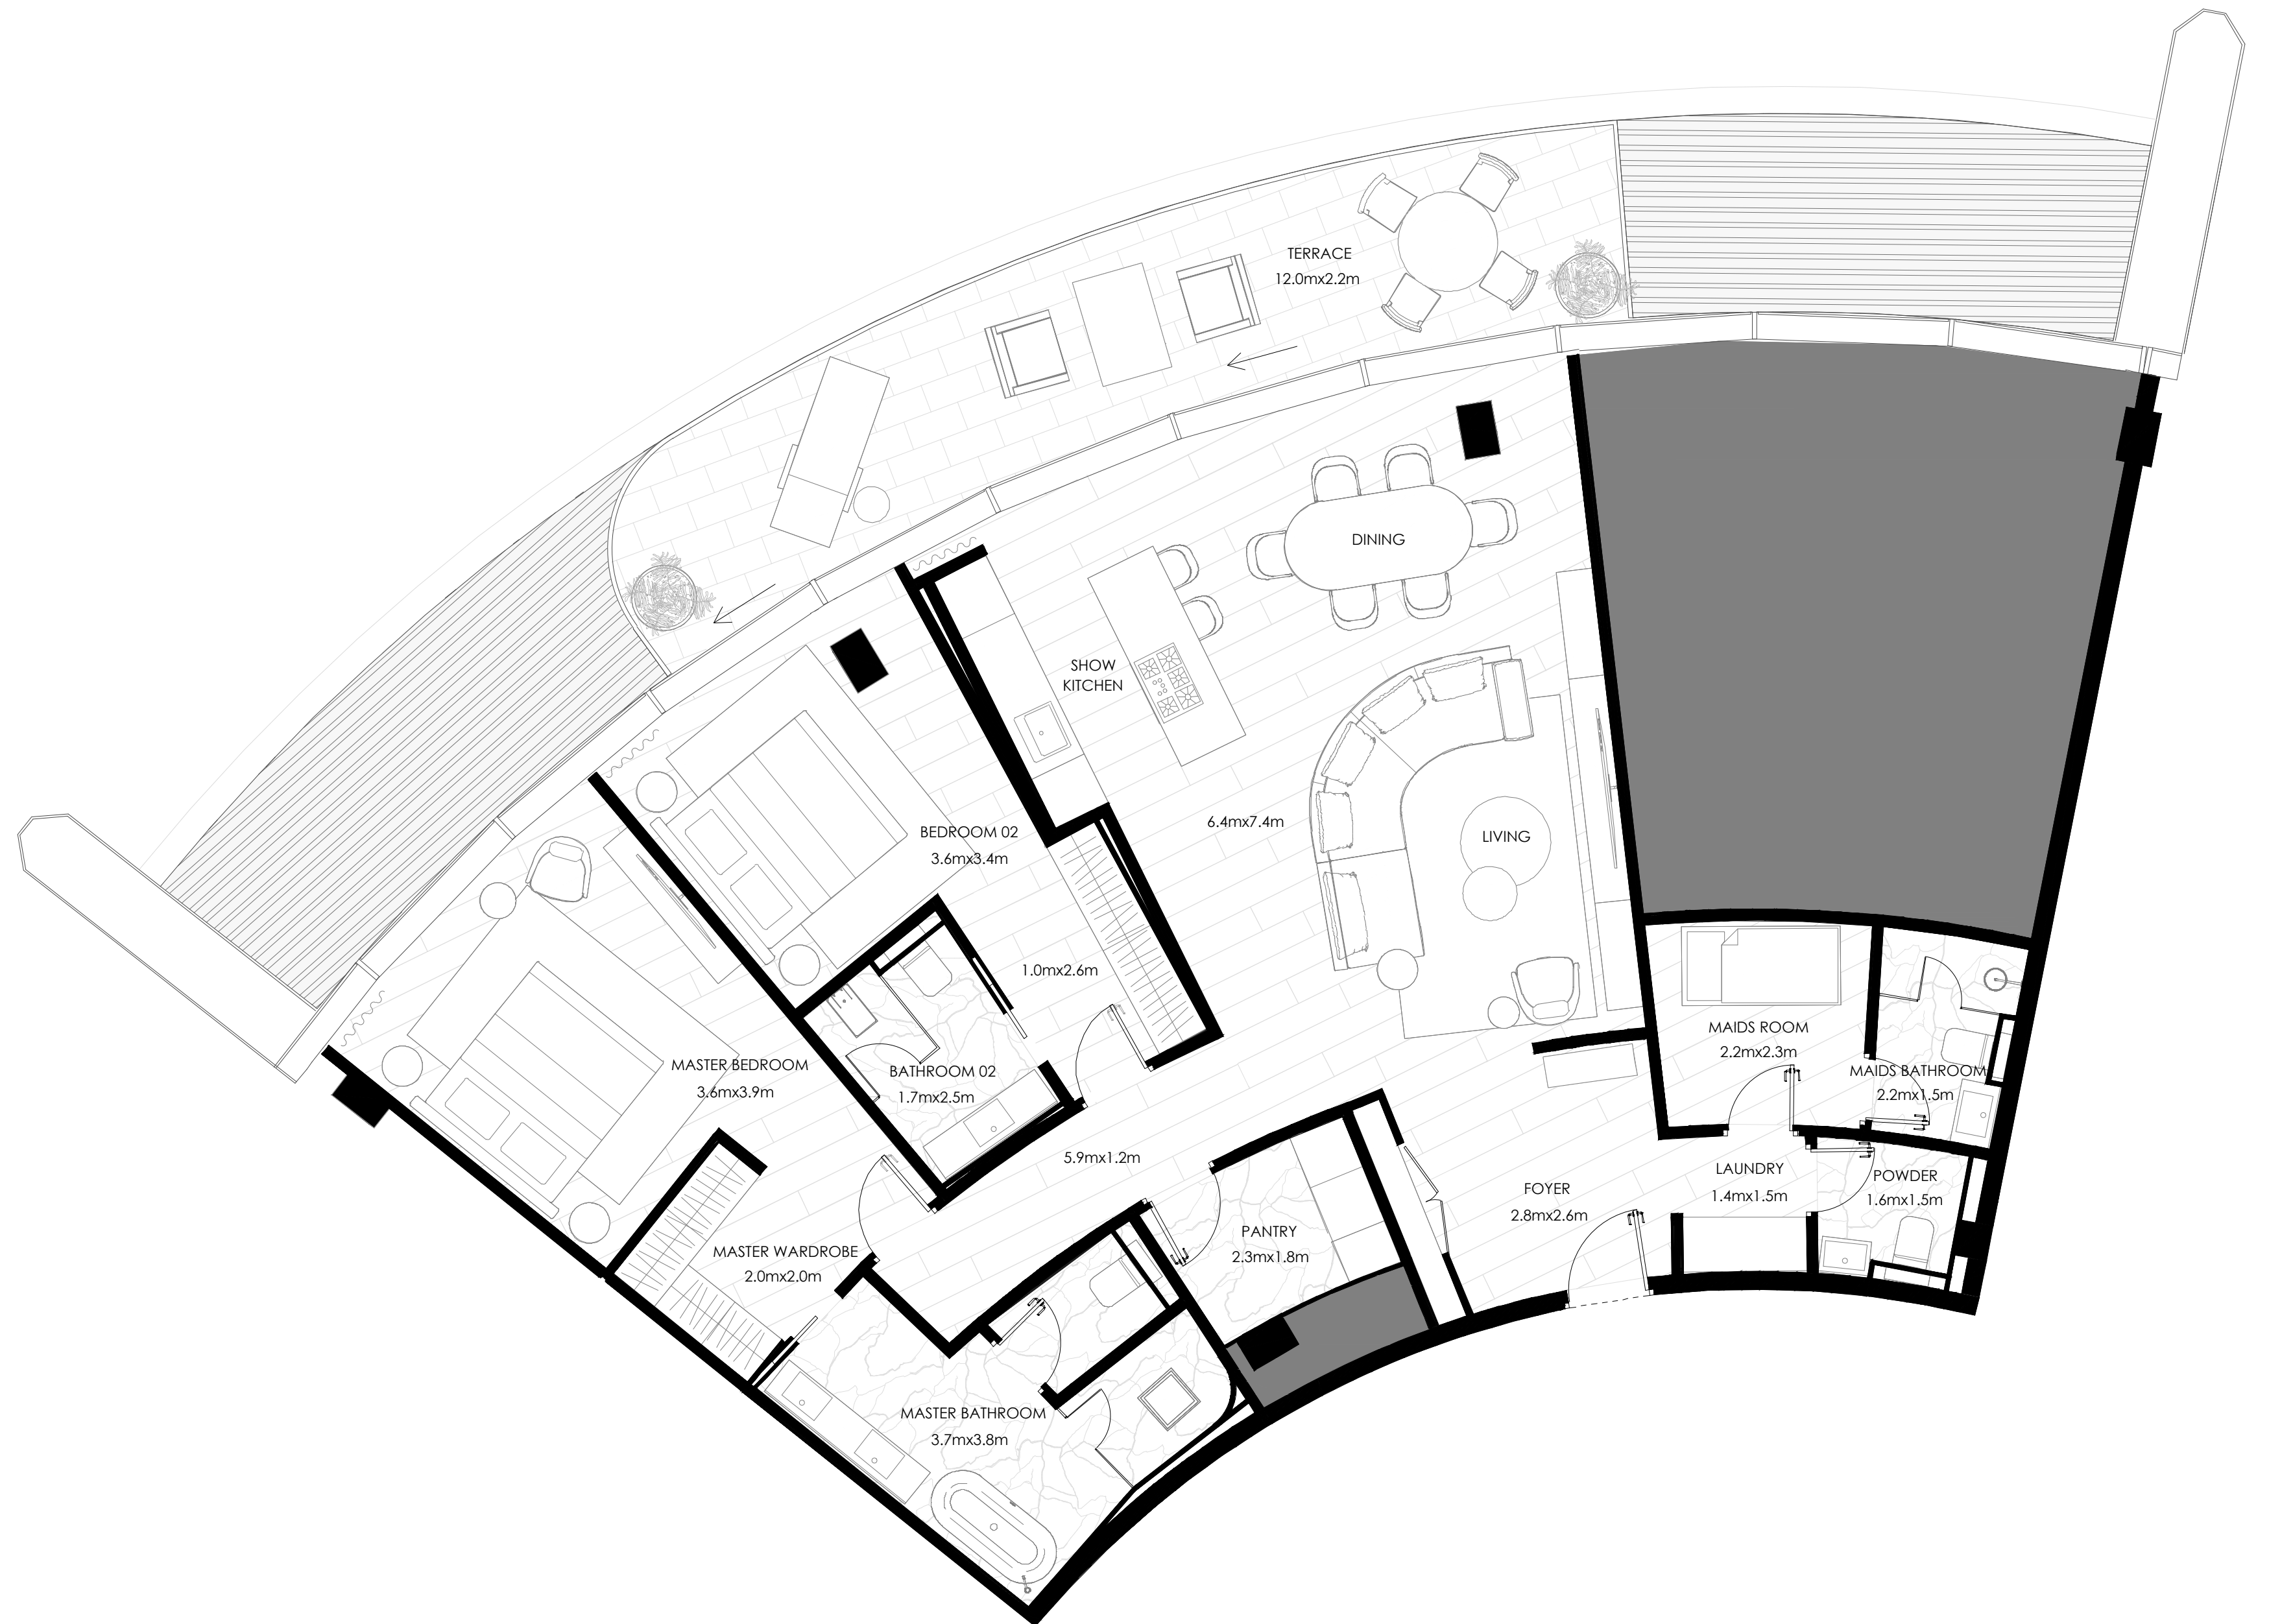 TERRACE
12.0mx2.2m
DINING
SHOW
KITCHEN
6.4mx7.4m
LIVING
BEDROOM 02
3.6mx3.4m
1.0mx2.6m
MASTER BEDROOM
3.6mx3.9m
BATHROOM 02
1.7mx2.5m
MAIDS ROOM
2.2mx2.3m
MAIDS BATHROOM
2.2mx1.5m
5.9mx1.2m
LAUNDRY
1.4mx1.5m
POWDER
1.6mx1.5m
FOYER
2.8mx2.6m
PANTRY
2.3mx1.8m
MASTER WARDROBE
2.0mx2.0m
MASTER BATHROOM
3.7mx3.8m